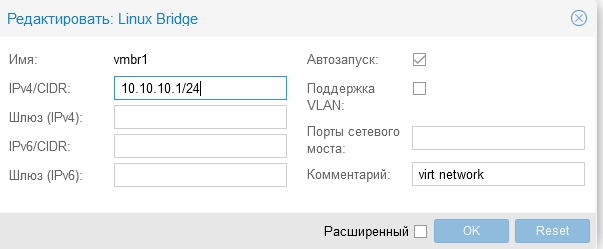 Редактировать: Linux Bridge
Имя: vmbr1
IPv4/CIDR: 10.10.10.1/24
Шлюз (IPv4):
IPv6/CIDR:
Шлюз (IPv6):
Автозапуск:
Поддержка
VLAN:
Порты сетевого
моста:
Комментарий: virt network
Расширенный OK Reset